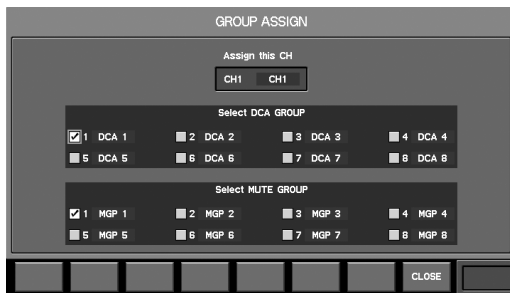 GROUP ASSIGN
Assign this CH
CH1 CH1
Select DCA GROUP
1 DCA 1 2 DCA 2 3 DCA 3 4 DCA 4
5 DCA 5 6 DCA 6 7 DCA 7 8 DCA 8
Select MUTE GROUP
1 MGP 1 2 MGP 2 3 MGP 3 4 MGP 4
5 MGP 5 6 MGP 6 7 MGP 7 8 MGP 8
CLOSE